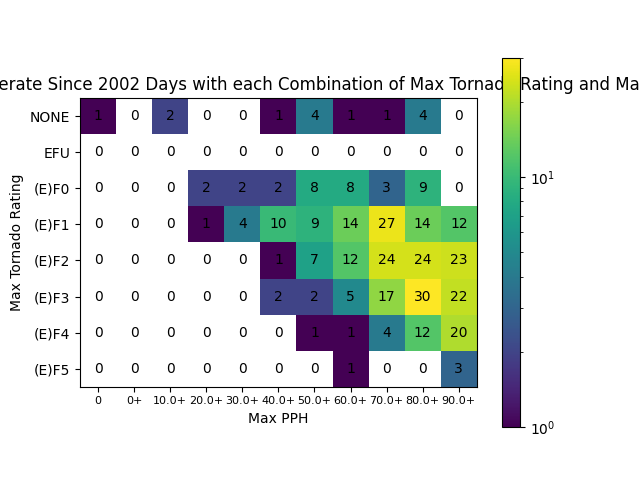 erate Since 2002 Days with each Combination of Max Tornado Rating and Ma
Max Tornado Rating
NONE 1 0 2 0 0 1 4 1 1 4 0
EFU 0 0 0 0 0 0 0 0 0 0 0
(E)F0 0 0 0 2 2 2 8 8 3 9 0
(E)F1 0 0 0 1 4 10 9 14 27 14 12
(E)F2 0 0 0 0 0 1 7 12 24 24 23
(E)F3 0 0 0 0 0 2 2 5 17 30 22
(E)F4 0 0 0 0 0 0 1 1 4 12 20
(E)F5 0 0 0 0 0 0 0 1 0 0 3
0 0+ 10.0+ 20.0+ 30.0+ 40.0+ 50.0+ 60.0+ 70.0+ 80.0+ 90.0+
Max PPH
10¹
10⁰